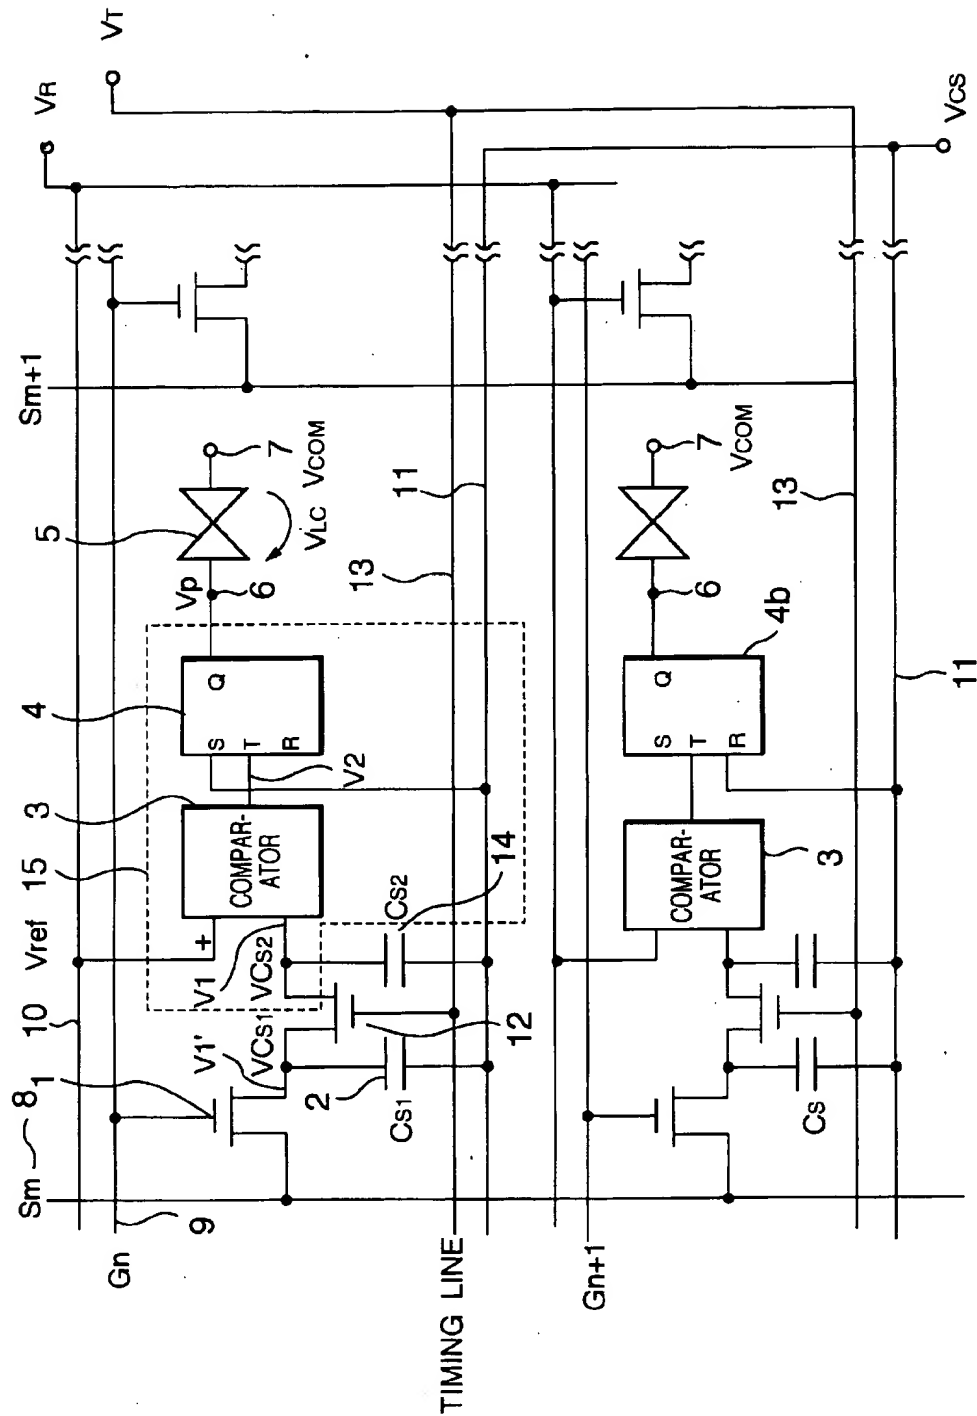 VR
VT
Sm
8
1
10
Vref
15
3
4
5
Sm+1
Gn
9
V1'
VCS1
V1
VCS2
+
COMPAR-
ATOR
S
T
R
Q
V2
Vp
6
7
VCOM
VLC
2
CS1
12
CS2
14
13
11
TIMING LINE
Gn+1
CS
COMPAR-
ATOR
3
S
T
R
Q
4b
6
7
VCOM
13
11
VCS